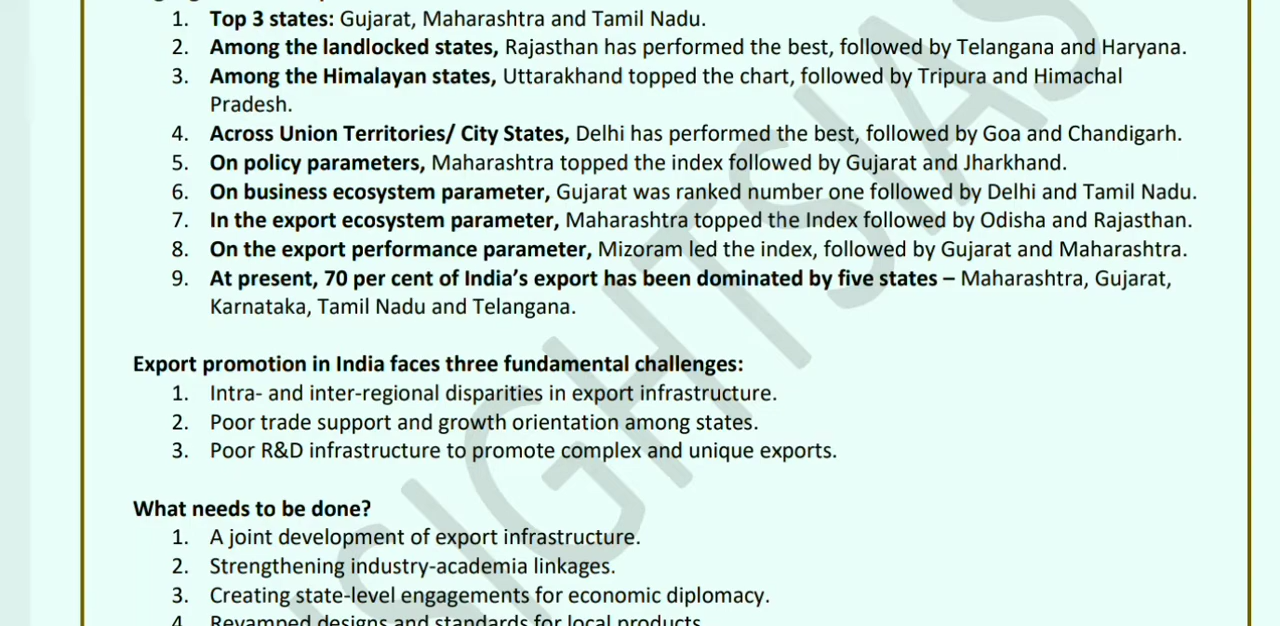 1. Top 3 states: Gujarat, Maharashtra and Tamil Nadu.
2. Among the landlocked states, Rajasthan has performed the best, followed by Telangana and Haryana.
3. Among the Himalayan states, Uttarakhand topped the chart, followed by Tripura and Himachal
Pradesh.
4. Across Union Territories/ City States, Delhi has performed the best, followed by Goa and Chandigarh.
5. On policy parameters, Maharashtra topped the index followed by Gujarat and Jharkhand.
6. On business ecosystem parameter, Gujarat was ranked number one followed by Delhi and Tamil Nadu.
7. In the export ecosystem parameter, Maharashtra topped the Index followed by Odisha and Rajasthan.
8. On the export performance parameter, Mizoram led the index, followed by Gujarat and Maharashtra.
9. At present, 70 per cent of India’s export has been dominated by five states – Maharashtra, Gujarat,
Karnataka, Tamil Nadu and Telangana.
Export promotion in India faces three fundamental challenges:
1. Intra- and inter-regional disparities in export infrastructure.
2. Poor trade support and growth orientation among states.
3. Poor R&D infrastructure to promote complex and unique exports.
What needs to be done?
1. A joint development of export infrastructure.
2. Strengthening industry-academia linkages.
3. Creating state-level engagements for economic diplomacy.
4. Revamped designs and standards for local products
SIGHTSIAS